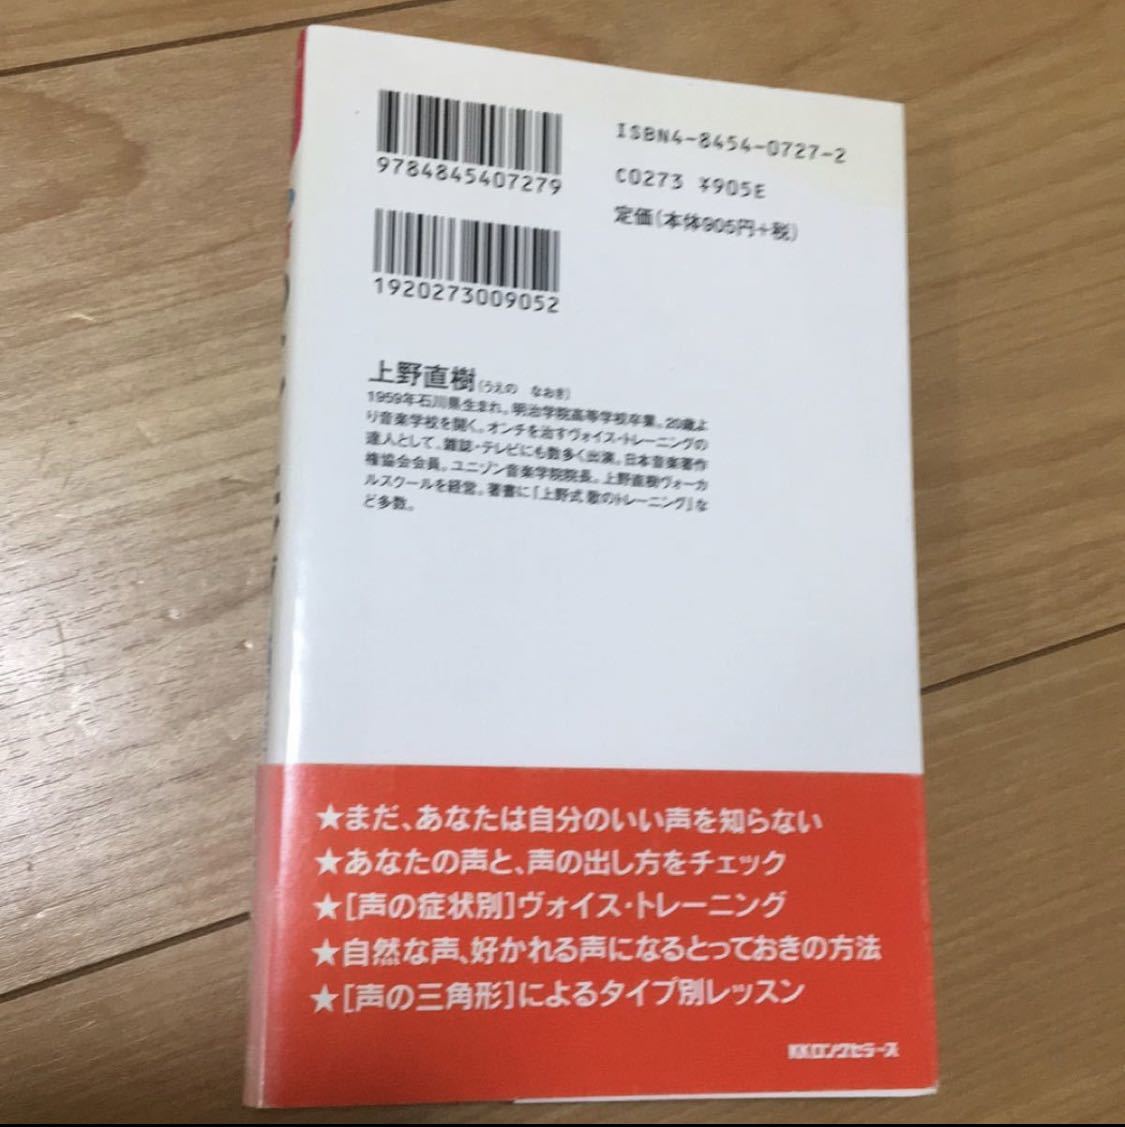 9784845407279
ISBN4-8454-0727-2
C0273 ¥905E
定価(本体905円+税)
1920273009052
上野直樹(うえの なおき)
1959年石川県生まれ。明治学院高等学校卒業。20歳よ
り音楽学校を開く。オンチを治すヴォイス・トレーニングの
達人として、雑誌・テレビにも数多く出演。日本音楽著作
権協会会員。ユニゾン音楽学院院長。上野直樹ヴォーカ
ルスクールを経営。著書に「上野式 歌のトレーニング」な
ど多数。
★まだ、あなたは自分のいい声を知らない
★あなたの声と、声の出し方をチェック
★[声の症状別]ヴォイス・トレーニング
★自然な声、好かれる声になるとっておきの方法
★[声の三角形]によるタイプ別レッスン
KKロングセラーズ